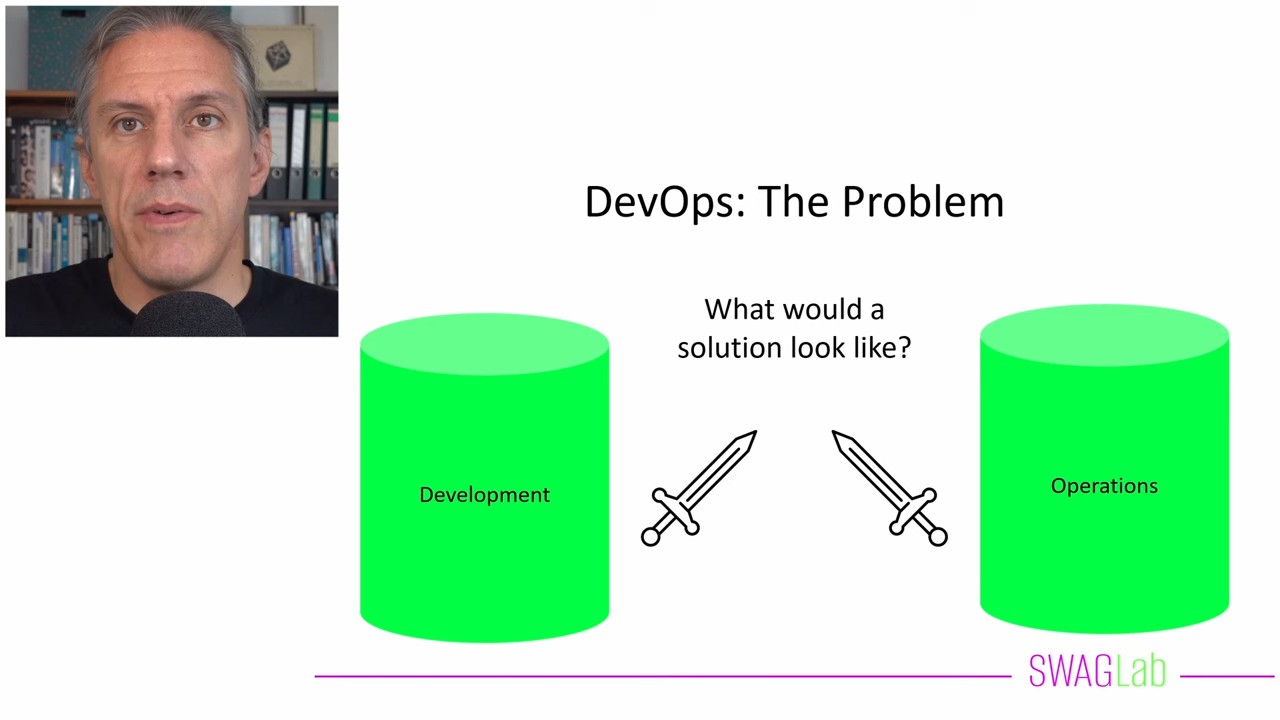 DevOps: The Problem
What would a
solution look like?
Development
Operations
SWAGLab